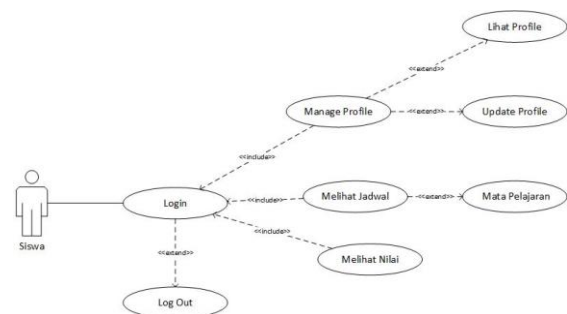 Lihat Profile
<<extend>>
Manage Profile
<<extend>>
Update Profile
<<include>>
Siswa
Login
<<include>>
Melihat Jadwal
<<extend>>
Mata Pelajaran
<<include>>
Melihat Nilai
<<extend>>
Log Out